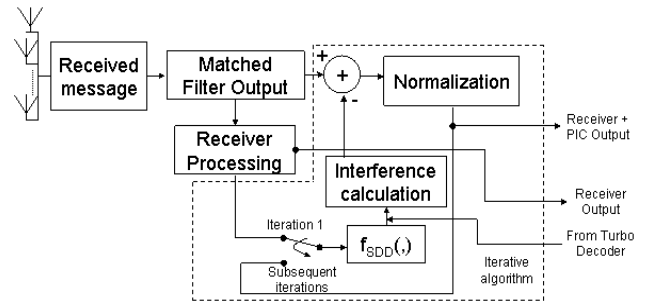 Received
message
Matched
Filter Output
+
+
-
Normalization
Receiver
Processing
Receiver +
PIC Output
Interference
calculation
Receiver
Output
Iteration 1
fSDD(,)
From Turbo
Decoder
Subsequent
iterations
Iterative
algorithm